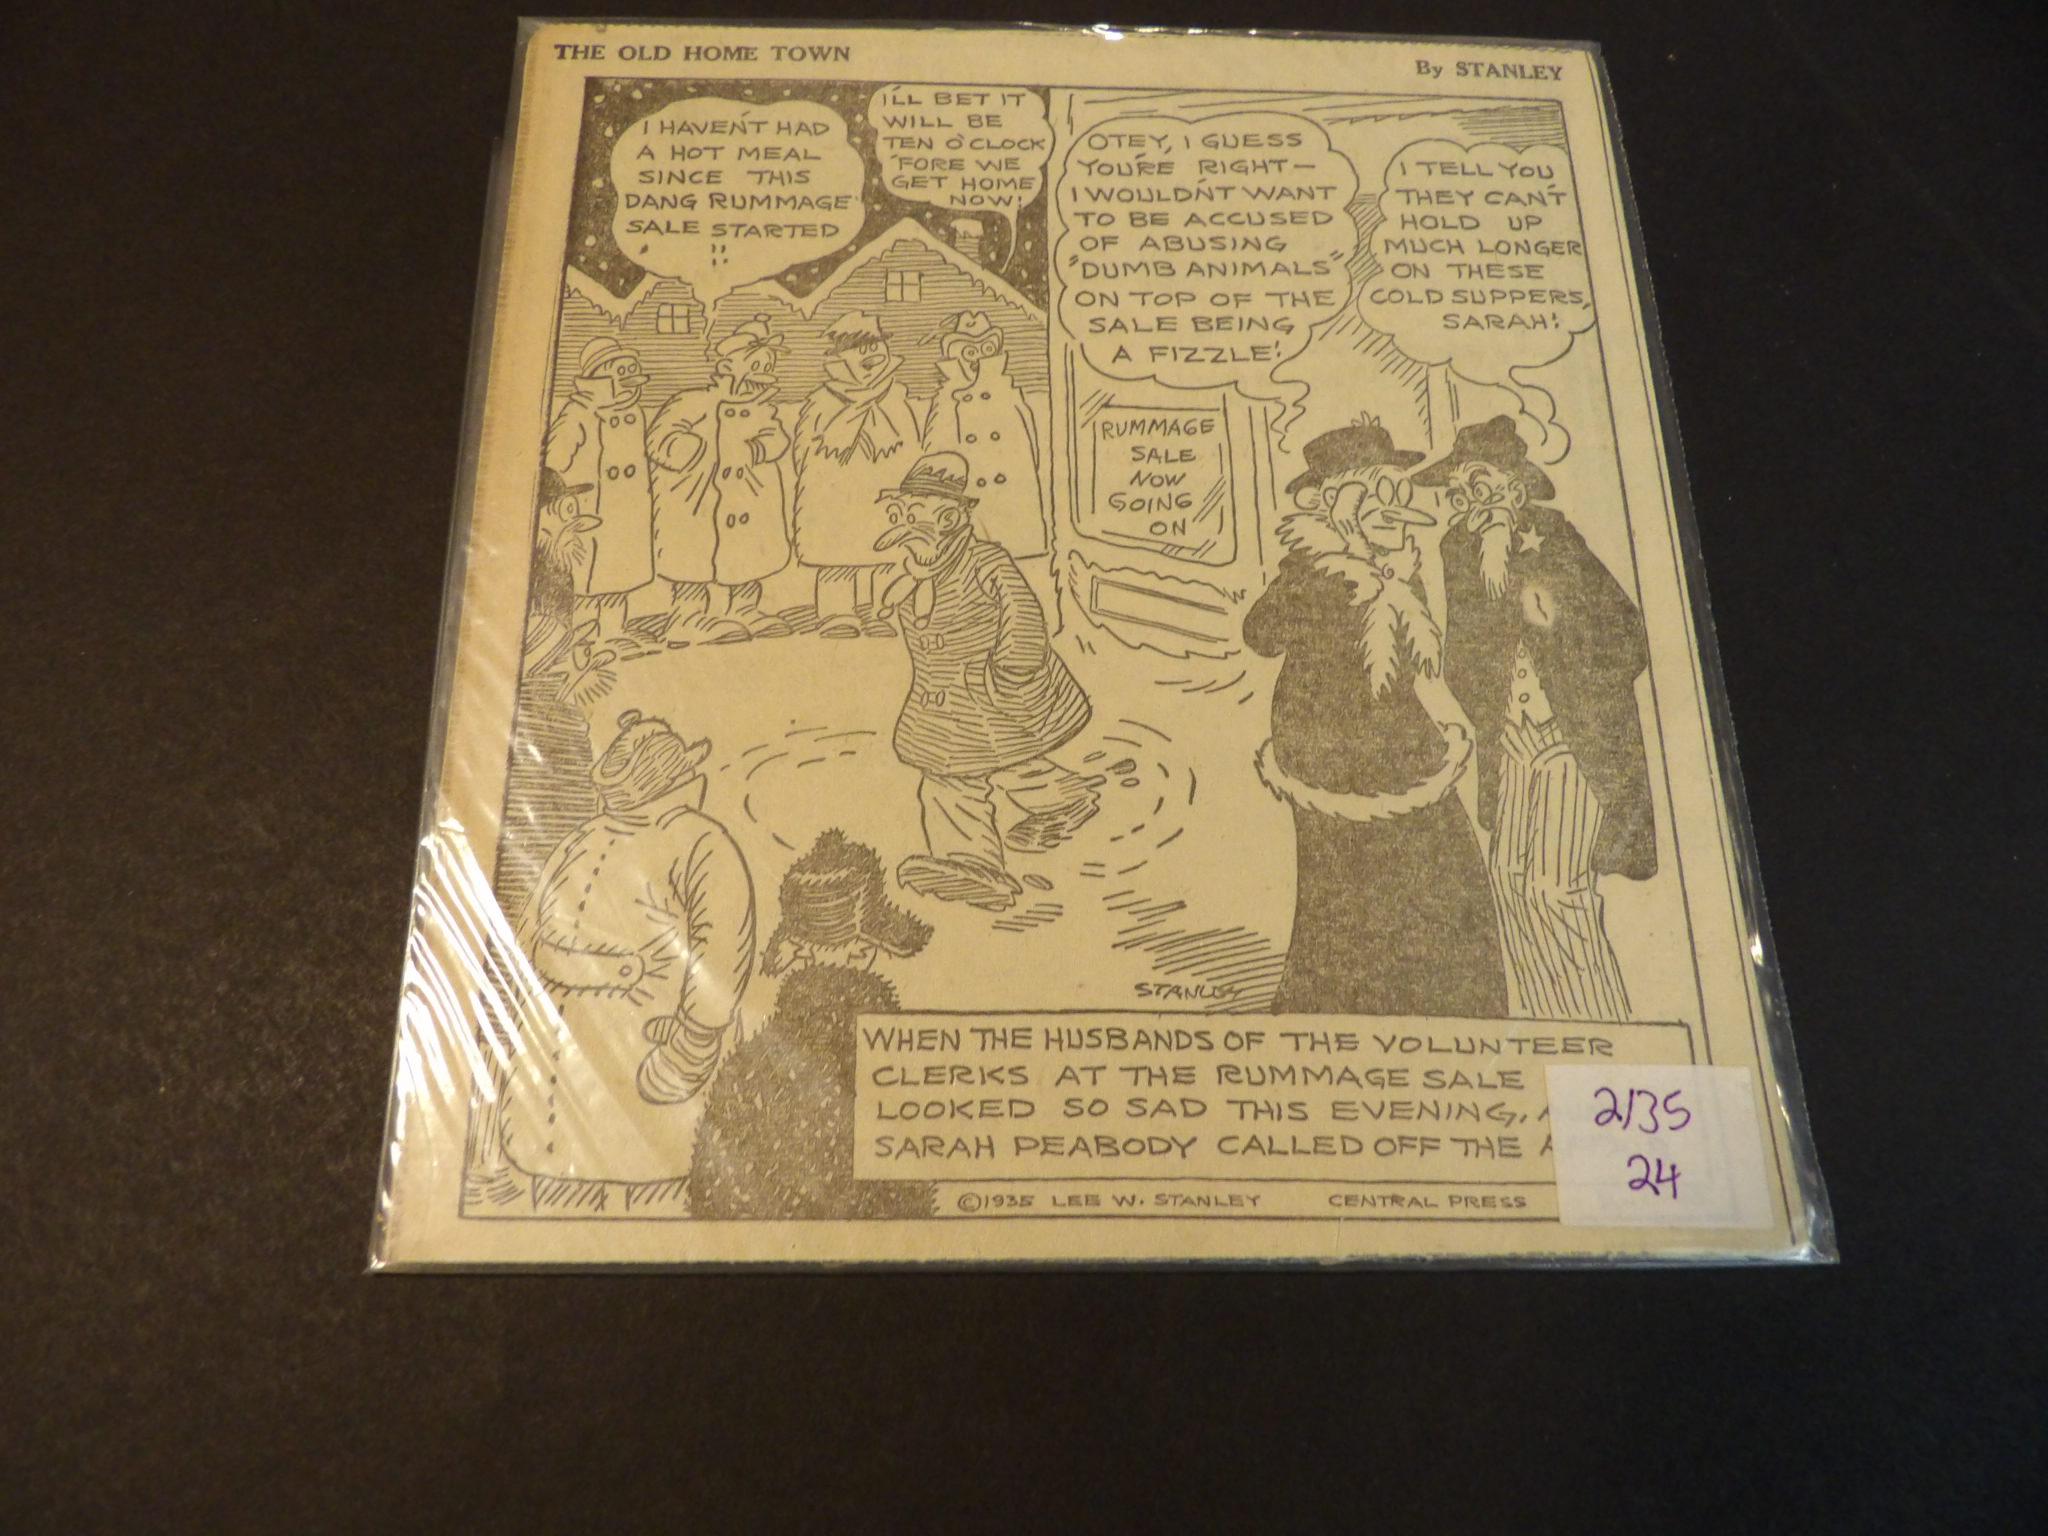 THE OLD HOME TOWN
By STANLEY
I HAVEN'T HAD
A HOT MEAL
SINCE THIS
DANG RUMMAGE
SALE STARTED
!!
I'LL BET IT
WILL BE
TEN O'CLOCK
'FORE WE
GET HOME
NOW!
OTEY, I GUESS
YOU'RE RIGHT—
I WOULDN'T WANT
TO BE ACCUSED
OF ABUSING
"DUMB ANIMALS"
ON TOP OF THE
SALE BEING
A FIZZLE!
I TELL YOU
THEY CAN'T
HOLD UP
MUCH LONGER
ON THESE
COLD SUPPERS,
SARAH!
RUMMAGE
SALE
NOW
GOING
ON
STANLEY
WHEN THE HUSBANDS OF THE VOLUNTEER
CLERKS AT THE RUMMAGE SALE
LOOKED SO SAD THIS EVENING,
SARAH PEABODY CALLED OFF THE
©1935 LEE W. STANLEY CENTRAL PRESS
2/35
24